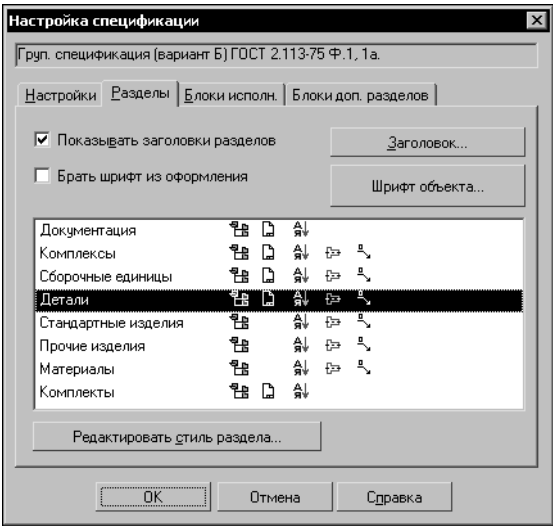 Настройка спецификации
Груп. спецификация (вариант Б) ГОСТ 2.113-75 Ф.1, 1а.
Настройки Разделы Блоки исполн. Блоки доп. разделов
Показывать заголовки разделов
Заголовок...
Брать шрифт из оформления
Шрифт объекта...
Документация
Комплексы
Сборочные единицы
Детали
Стандартные изделия
Прочие изделия
Материалы
Комплекты
Редактировать стиль раздела...
OK Отмена Справка